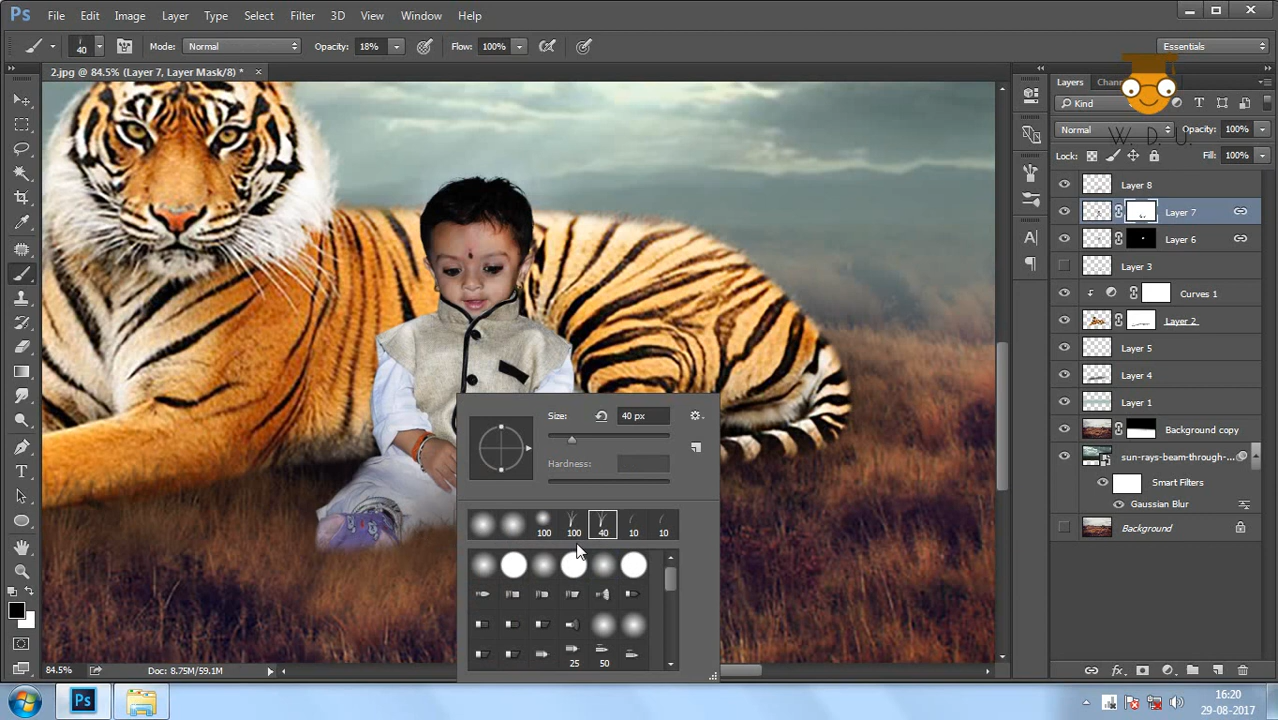 Ps File Edit Image Layer Type Select Filter 3D View Window Help
40 Mode: Normal Opacity: 18% Flow: 100% Essentials
2.jpg @ 84.5% (Layer 7, Layer Mask/8) * ×
Layers Chann
Kind
Normal Opacity: 100%
W. D. U.
Lock: Fill: 100%
Layer 8
Layer 7
Layer 6
Layer 3
Curves 1
Layer 2
Layer 5
Layer 4
Layer 1
Background copy
sun-rays-beam-through-...
Smart Filters
Gaussian Blur
Background
Size: 40 px
Hardness:
100 100 40 10 10
25 50
84.5% Doc: 8.75M/59.1M
Ps
16:20
29-08-2017